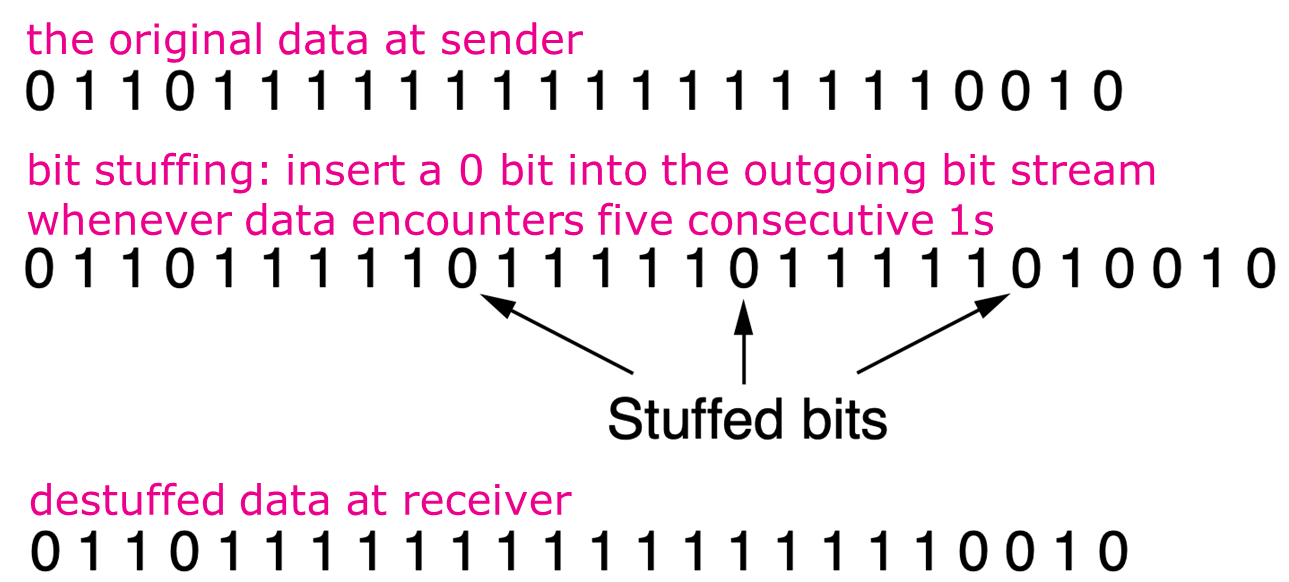 the original data at sender
0 1 1 0 1 1 1 1 1 1 1 1 1 1 1 1 1 1 1 1 0 0 1 0
bit stuffing: insert a 0 bit into the outgoing bit stream
whenever data encounters five consecutive 1s
0 1 1 0 1 1 1 1 1 0 1 1 1 1 1 0 1 1 1 1 1 0 1 0 0 1 0
Stuffed bits
destuffed data at receiver
0 1 1 0 1 1 1 1 1 1 1 1 1 1 1 1 1 1 1 1 0 0 1 0